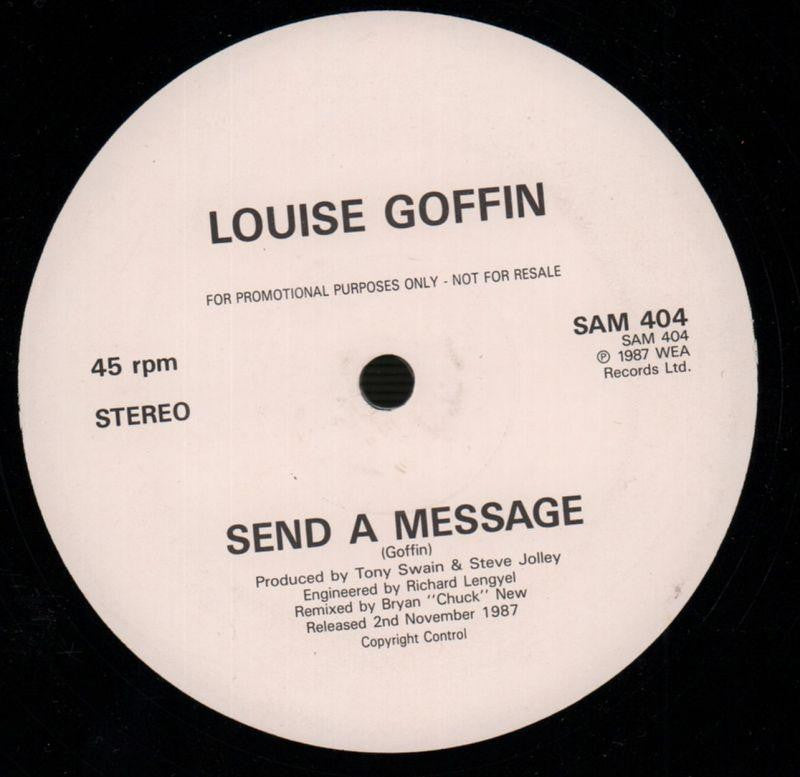 LOUISE GOFFIN
FOR PROMOTIONAL PURPOSES ONLY - NOT FOR RESALE
45 rpm
STEREO
SAM 404
SAM 404
℗ 1987 WEA
Records Ltd.
SEND A MESSAGE
(Goffin)
Produced by Tony Swain & Steve Jolley
Engineered by Richard Lengyel
Remixed by Bryan "Chuck" New
Released 2nd November 1987
Copyright Control